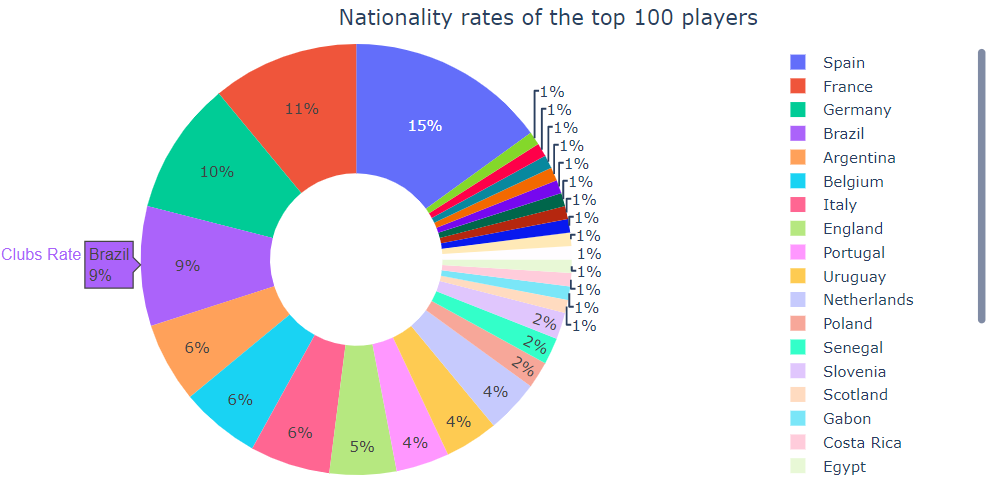 Nationality rates of the top 100 players
15%
11%
10%
9%
6%
6%
6%
5%
4%
4%
4%
2%
2%
2%
1%
1%
1%
1%
1%
1%
1%
1%
1%
1%
1%
1%
1%
1%
Clubs Rate
Brazil
9%
Spain
France
Germany
Brazil
Argentina
Belgium
Italy
England
Portugal
Uruguay
Netherlands
Poland
Senegal
Slovenia
Scotland
Gabon
Costa Rica
Egypt